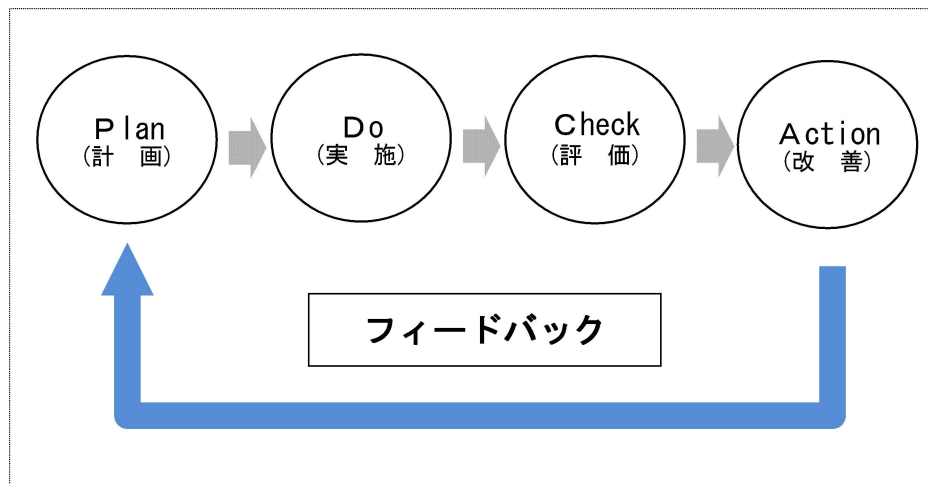 Plan
(計　画)
Do
(実　施)
Check
(評　価)
Action
(改　善)
フィードバック